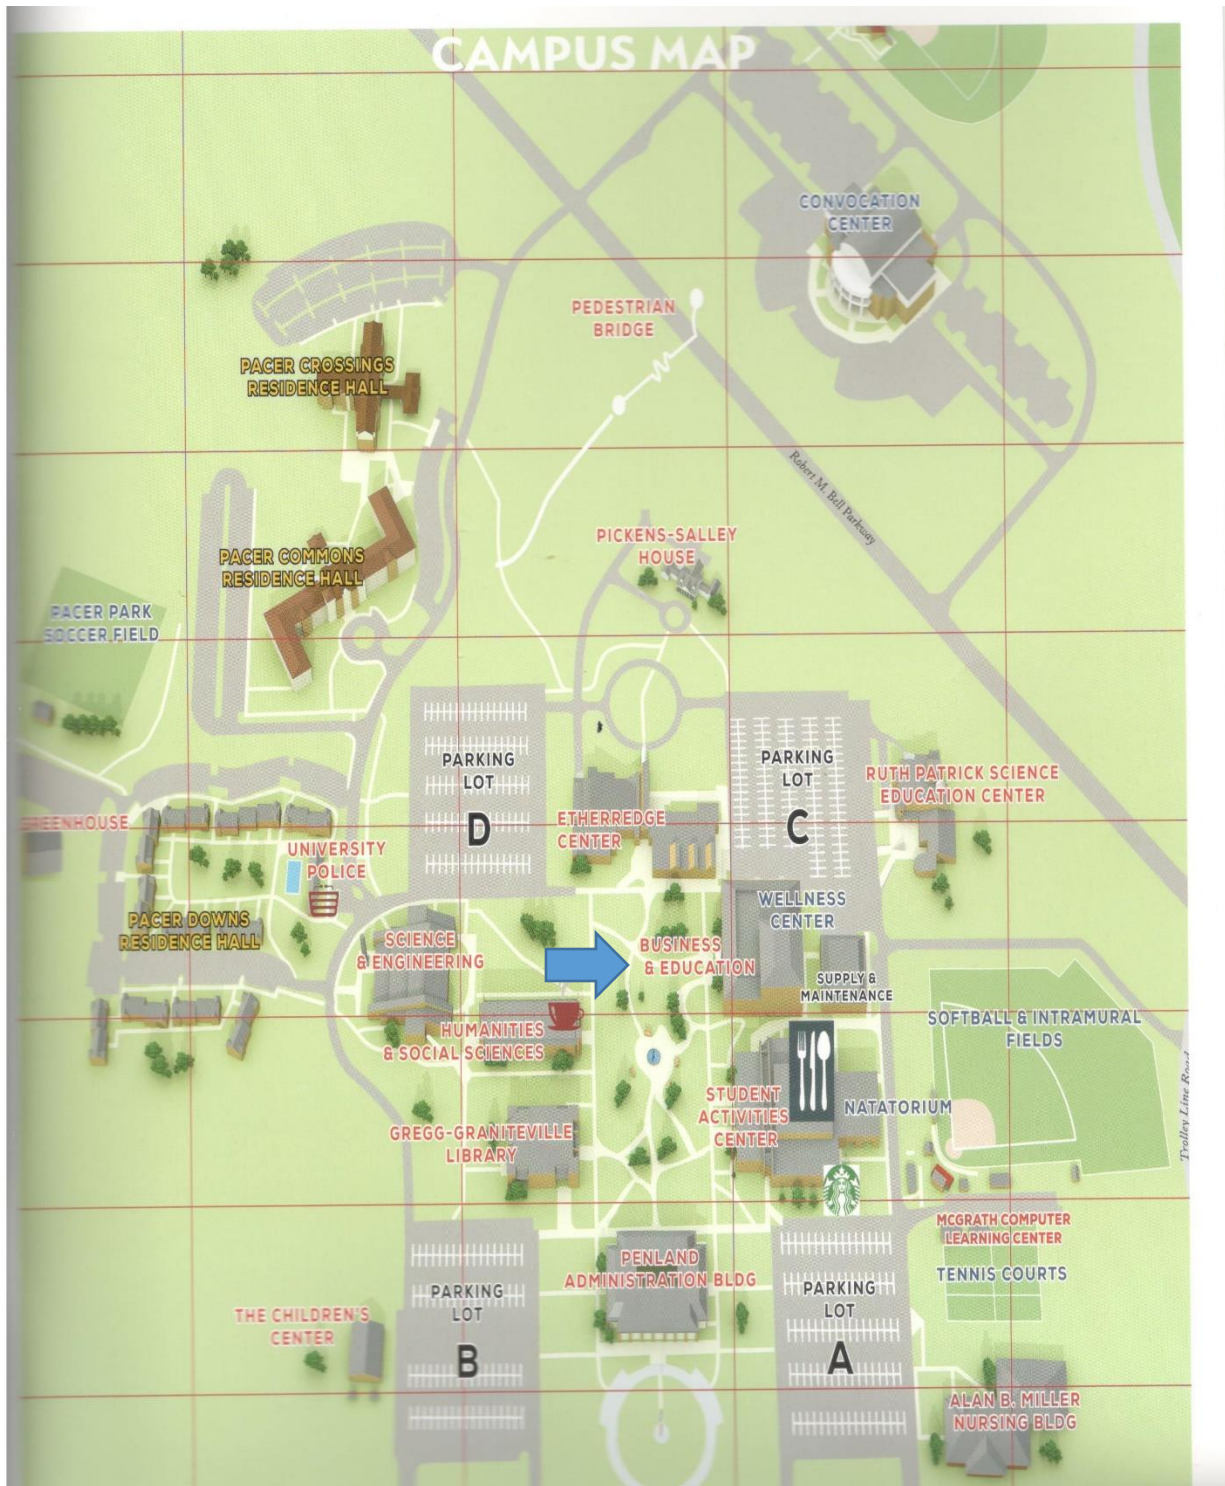 CAMPUS MAP
CONVOCATION
CENTER
PEDESTRIAN
BRIDGE
PACER CROSSINGS
RESIDENCE HALL
Robert M. Bell Parkway
PICKENS-SALLEY
HOUSE
PACER COMMONS
RESIDENCE HALL
PACER PARK
SOCCER FIELD
PARKING
LOT
D
PARKING
LOT
C
RUTH PATRICK SCIENCE
EDUCATION CENTER
GREENHOUSE
ETHERREDGE
CENTER
UNIVERSITY
POLICE
WELLNESS
CENTER
PACER DOWNS
RESIDENCE HALL
SCIENCE
& ENGINEERING
BUSINESS
& EDUCATION
SUPPLY &
MAINTENANCE
SOFTBALL & INTRAMURAL
FIELDS
HUMANITIES
& SOCIAL SCIENCES
STUDENT
ACTIVITIES
CENTER
NATATORIUM
Trolley Line Road
GREGG-GRANITEVILLE
LIBRARY
MCGRATH COMPUTER
LEARNING CENTER
TENNIS COURTS
PENLAND
ADMINISTRATION BLDG
PARKING
LOT
B
PARKING
LOT
A
THE CHILDREN'S
CENTER
ALAN B. MILLER
NURSING BLDG